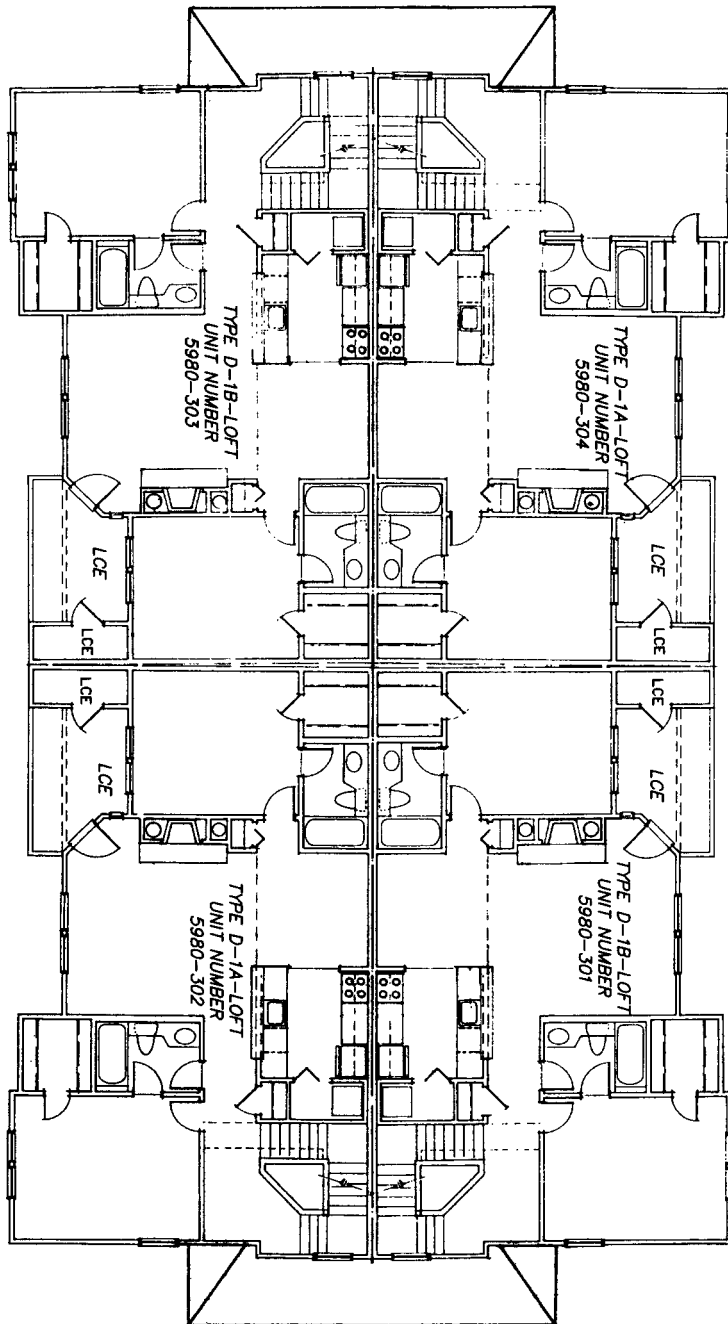 TYPE D-1B-LOFT
UNIT NUMBER
5980-303
TYPE D-1A-LOFT
UNIT NUMBER
5980-304
LCE
LCE
LCE
LCE
LCE
LCE
LCE
LCE
TYPE D-1A-LOFT
UNIT NUMBER
5980-302
TYPE D-1B-LOFT
UNIT NUMBER
5980-301